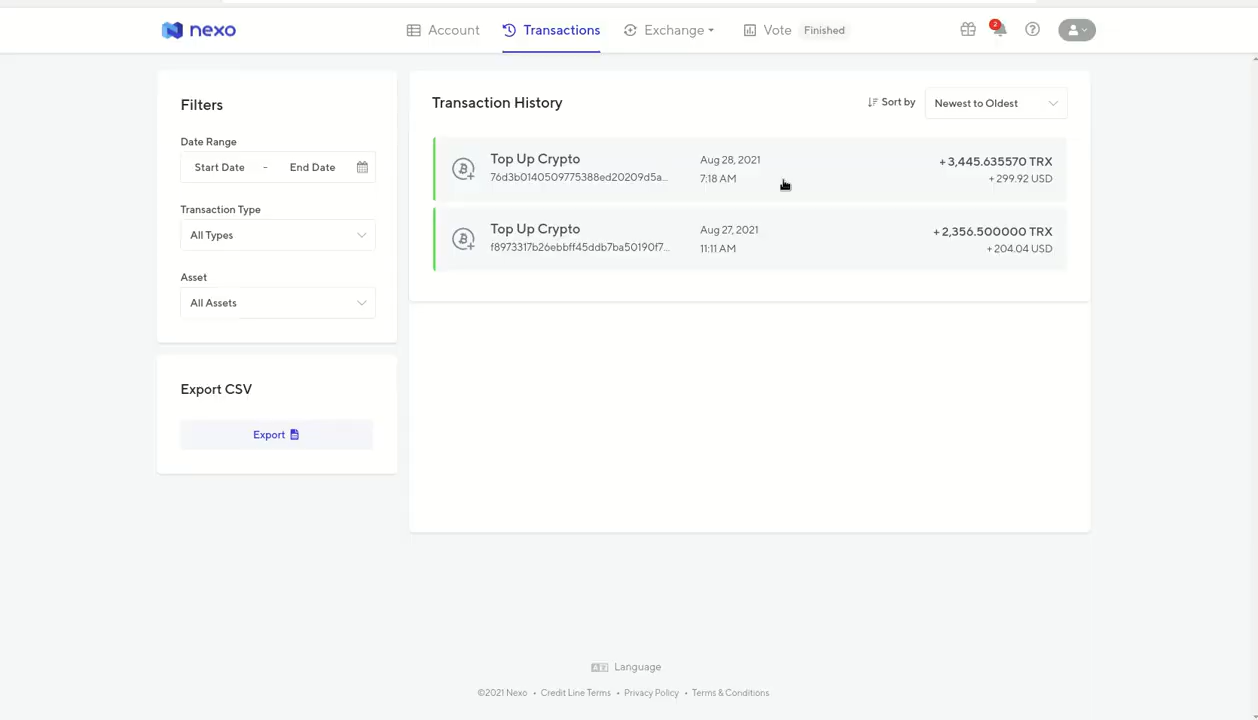 nexo
Account
Transactions
Exchange
Vote
Finished
2
Filters
Date Range
Start Date - End Date
Transaction Type
All Types
Asset
All Assets
Export CSV
Export
Transaction History
Sort by
Newest to Oldest
Top Up Crypto
Aug 28, 2021
+ 3,445.635570 TRX
76d3b0140509775388ed20209d5a...
7:18 AM
+ 299.92 USD
Top Up Crypto
Aug 27, 2021
+ 2,356.500000 TRX
f8973317b26ebbff45ddb7ba50190f7...
11:11 AM
+ 204.04 USD
Language
©2021 Nexo • Credit Line Terms • Privacy Policy • Terms & Conditions